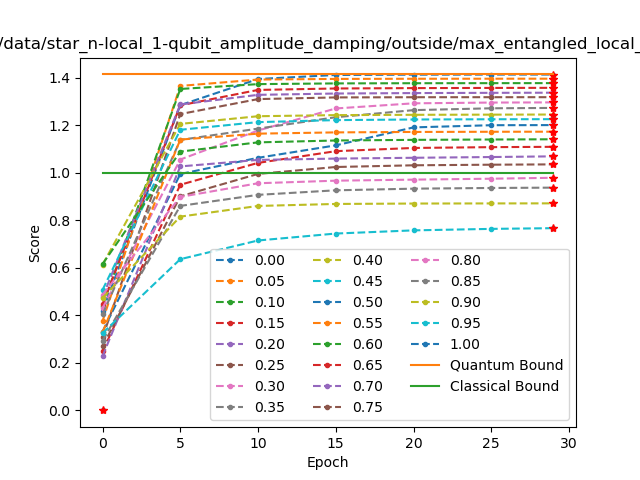 /data/star_n-local_1-qubit_amplitude_damping/outside/max_entangled_local_
Score
1.4
1.2
1.0
0.8
0.6
0.4
0.2
0.0
0.00 0.40 0.80
0.05 0.45 0.85
0.10 0.50 0.90
0.15 0.55 0.95
0.20 0.60 1.00
0.25 0.65 Quantum Bound
0.30 0.70 Classical Bound
0.35 0.75
0 5 10 15 20 25 30
Epoch